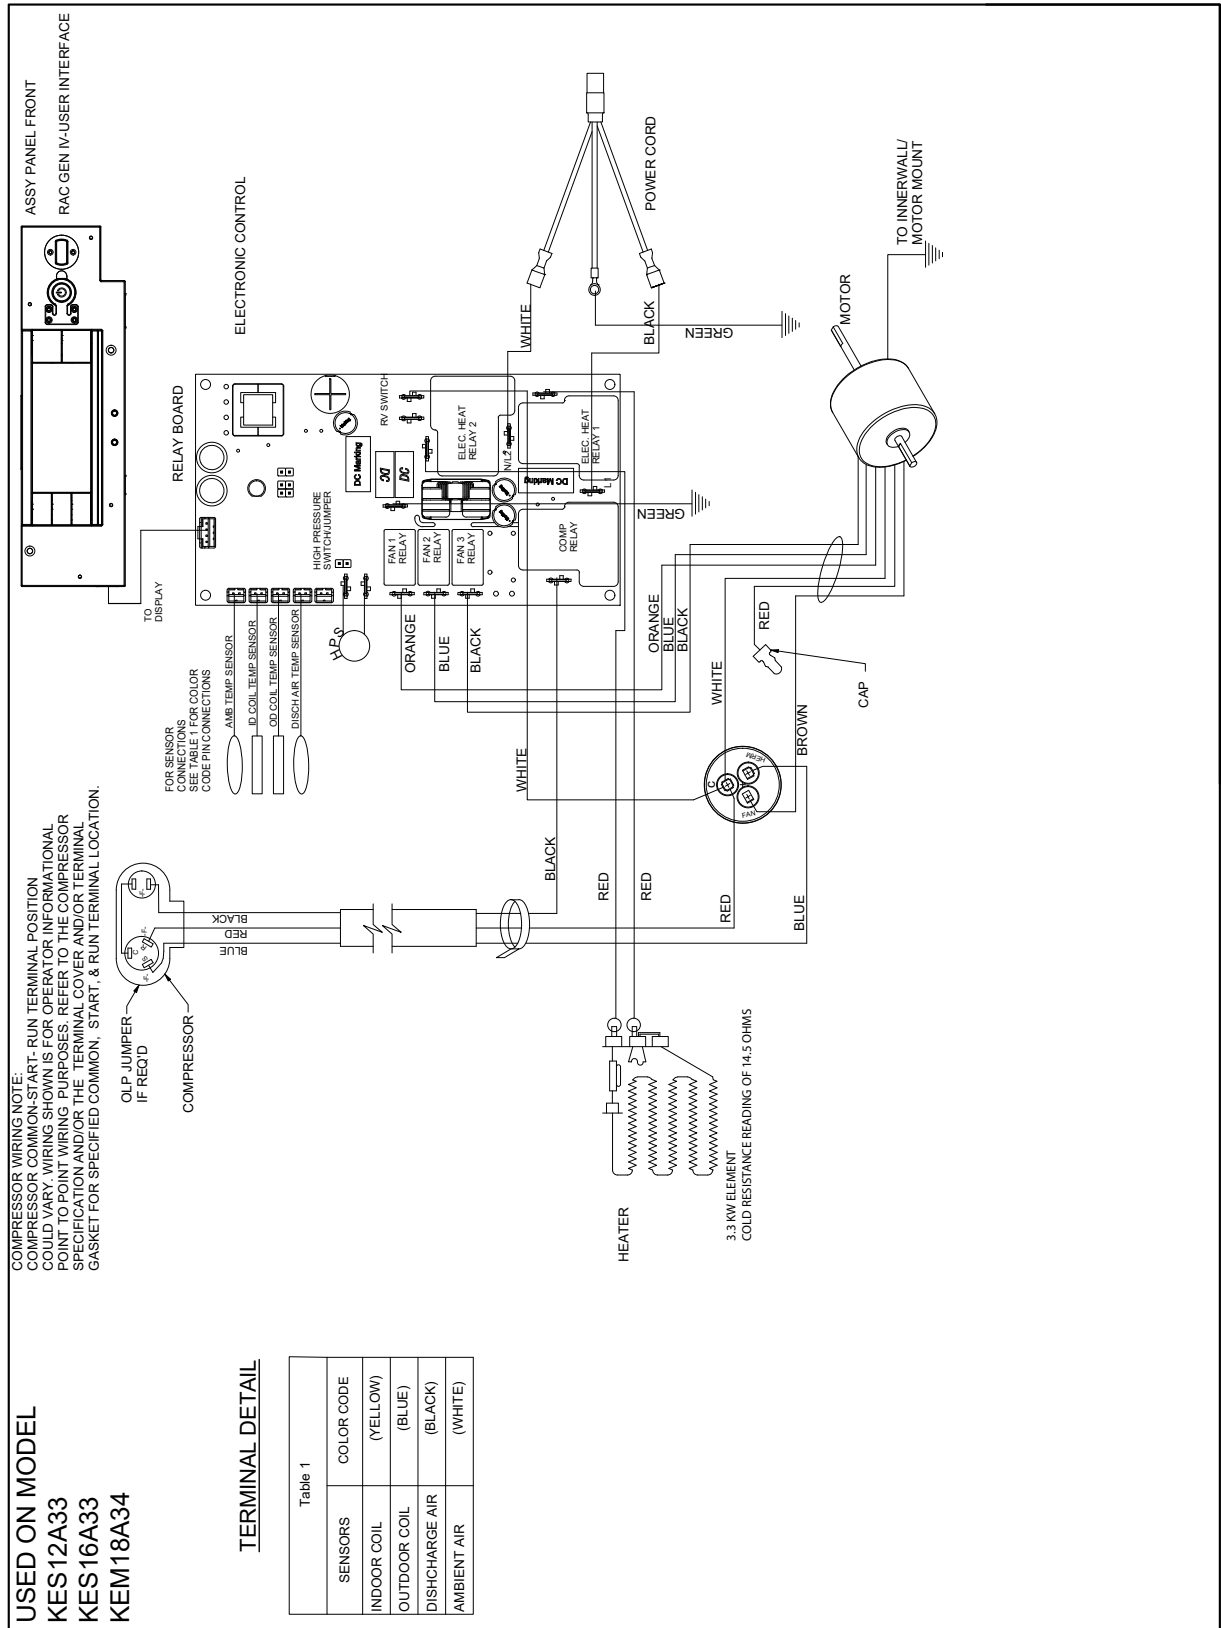 USED ON MODEL
KES12A33
KES16A33
KEM18A34
TERMINAL DETAIL
Table 1
SENSORS COLOR CODE
INDOOR COIL (YELLOW)
OUTDOOR COIL (BLUE)
DISHCHARGE AIR (BLACK)
AMBIENT AIR (WHITE)
COMPRESSOR WIRING NOTE:
COMPRESSOR COMMON-START- RUN TERMINAL POSITION
COULD VARY. WIRING SHOWN IS FOR OPERATOR INFORMATIONAL
POINT TO POINT WIRING PURPOSES. REFER TO THE COMPRESSOR
SPECIFICATION AND/OR THE TERMINAL COVER AND/OR TERMINAL
GASKET FOR SPECIFIED COMMON, START, & RUN TERMINAL LOCATION.
OLP JUMPER
IF REQ'D
COMPRESSOR
C
R
S
BLACK
RED
BLUE
HEATER
3.3 KW ELEMENT
COLD RESISTANCE READING OF 14.5 OHMS
FOR SENSOR
CONNECTIONS
SEE TABLE 1 FOR COLOR
CODE PIN CONNECTIONS
AMB TEMP SENSOR
ID COIL TEMP SENSOR
OD COIL TEMP SENSOR
DISCH AIR TEMP SENSOR
H.P.S
ORANGE
BLUE
BLACK
WHITE
BLACK
RED
RED
RED
BLUE
C
HERM
FAN
WHITE
BROWN
CAP
RED
ORANGE
BLUE
BLACK
TO
DISPLAY
ASSY PANEL FRONT
RAC GEN IV-USER INTERFACE
RELAY BOARD
ELECTRONIC CONTROL
HIGH PRESSURE
SWITCH/JUMPER
DC Marking
DC
DC
DC Marking
RV SWITCH
FAN 1
RELAY
FAN 2
RELAY
FAN 3
RELAY
ELEC. HEAT
RELAY 2
N/L2
ELEC. HEAT
RELAY 1
L1
COMP
RELAY
GREEN
WHITE
BLACK
GREEN
POWER CORD
MOTOR
TO INNERWALL/
MOTOR MOUNT